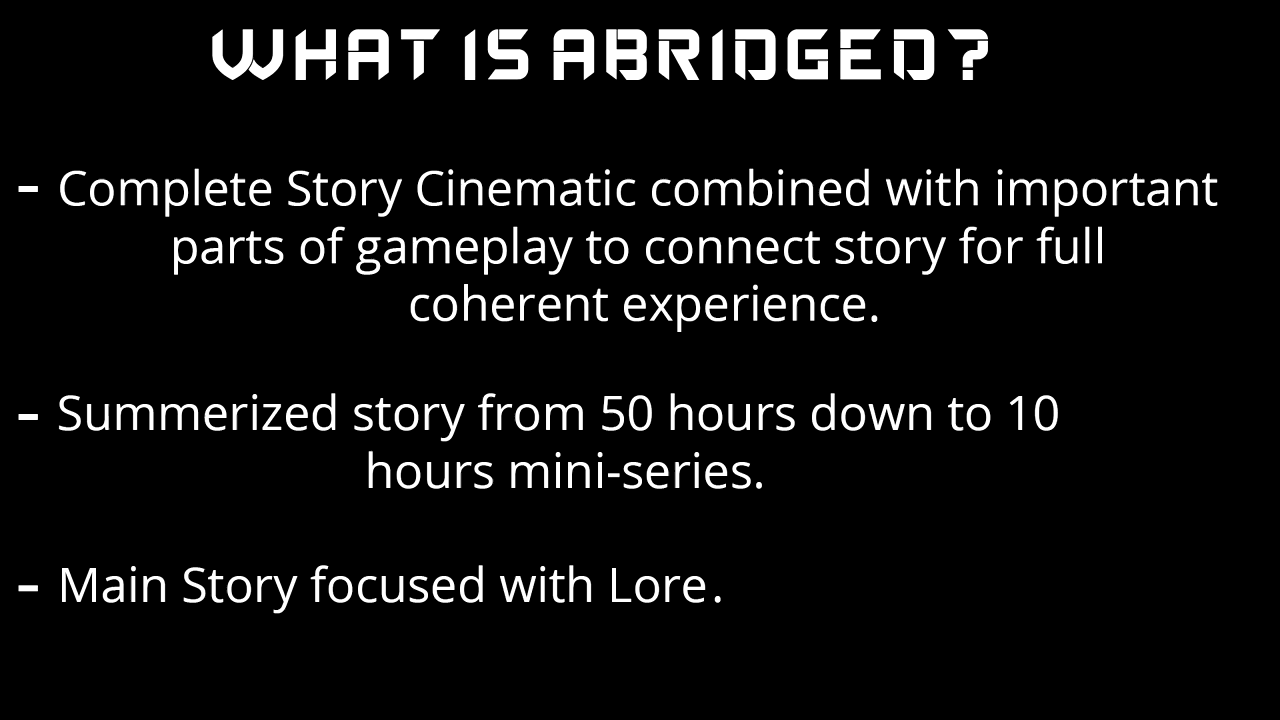 WHAT IS ABRIDGED?
- Complete Story Cinematic combined with important
parts of gameplay to connect story for full
coherent experience.
- Summerized story from 50 hours down to 10
hours mini-series.
- Main Story focused with Lore.